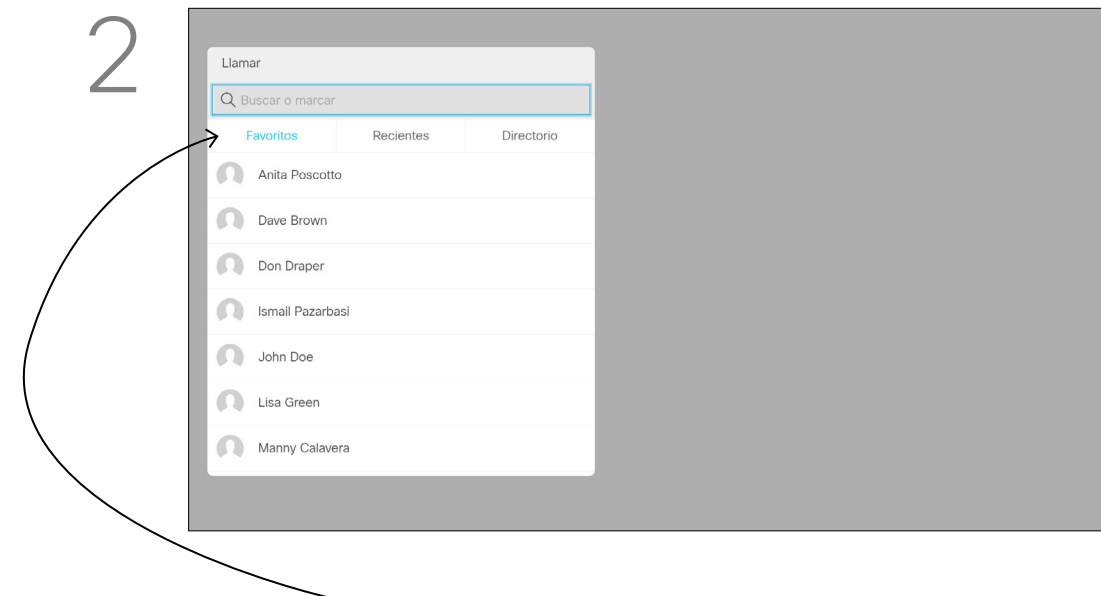 2
Llamar
Buscar o marcar
Favoritos Recientes Directorio
Anita Poscotto
Dave Brown
Don Draper
Ismail Pazarbasi
John Doe
Lisa Green
Manny Calavera